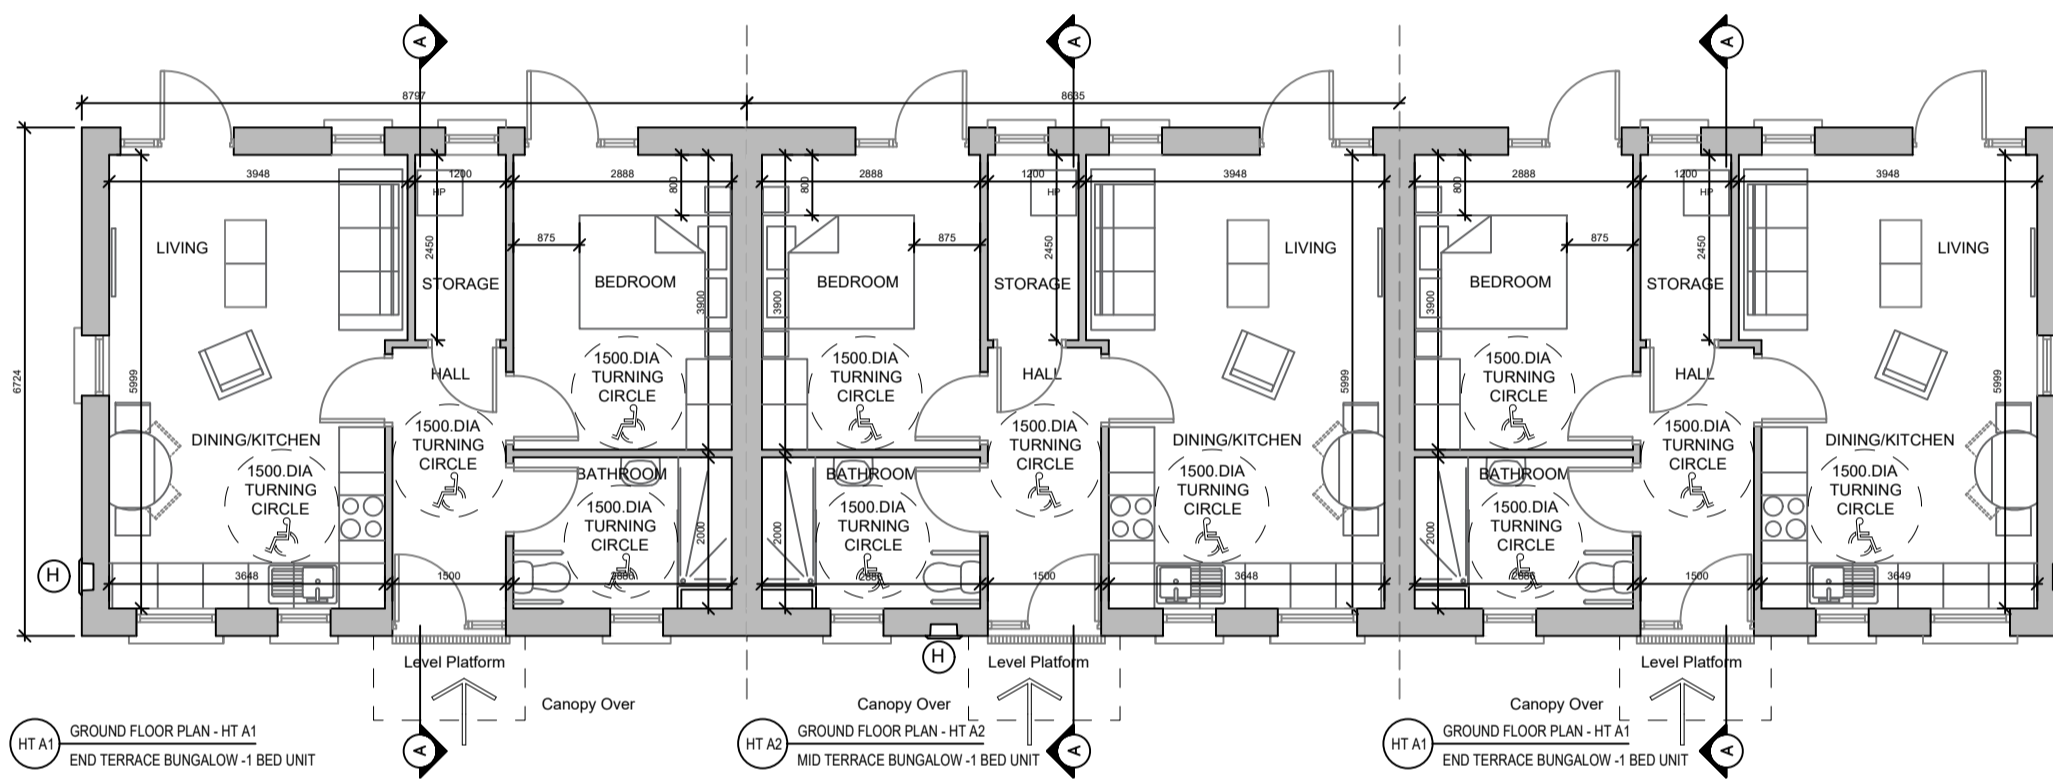 A
A
A
8797
8635
3948
1200
2888
800
2888
800
1200
3948
2888
800
1200
3948
HP
HP
HP
LIVING
875
2450
875
2450
LIVING
875
2450
LIVING
STORAGE
BEDROOM
BEDROOM
STORAGE
BEDROOM
STORAGE
3900
3900
3900
6724
5999
HALL
1500.DIA
TURNING
CIRCLE
1500.DIA
TURNING
CIRCLE
HALL
5999
1500.DIA
TURNING
CIRCLE
HALL
5999
DINING/KITCHEN
1500.DIA
TURNING
CIRCLE
1500.DIA
TURNING
CIRCLE
DINING/KITCHEN
1500.DIA
TURNING
CIRCLE
DINING/KITCHEN
1500.DIA
TURNING
CIRCLE
BATHROOM
BATHROOM
1500.DIA
TURNING
CIRCLE
BATHROOM
1500.DIA
TURNING
CIRCLE
1500.DIA
TURNING
CIRCLE
2000
2000
1500.DIA
TURNING
CIRCLE
1500.DIA
TURNING
CIRCLE
2000
H
3648
1500
1500
3648
1500
3649
H
Level Platform
Level Platform
Level Platform
Canopy Over
Canopy Over
Canopy Over
HT A1
GROUND FLOOR PLAN - HT A1
END TERRACE BUNGALOW -1 BED UNIT
A
HT A2
GROUND FLOOR PLAN - HT A2
MID TERRACE BUNGALOW -1 BED UNIT
A
HT A1
GROUND FLOOR PLAN - HT A1
END TERRACE BUNGALOW -1 BED UNIT
A